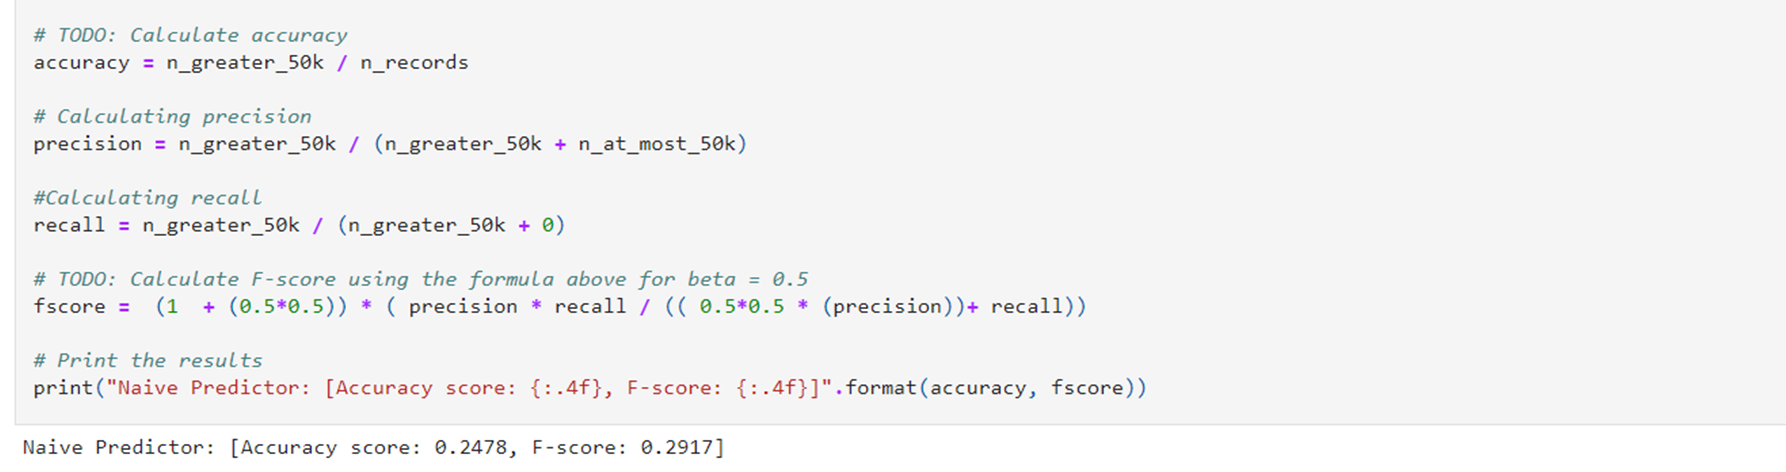 # TODO: Calculate accuracy
accuracy = n_greater_50k / n_records
# Calculating precision
precision = n_greater_50k / (n_greater_50k + n_at_most_50k)
#Calculating recall
recall = n_greater_50k / (n_greater_50k + 0)
# TODO: Calculate F-score using the formula above for beta = 0.5
fscore =  (1  + (0.5*0.5)) * ( precision * recall / (( 0.5*0.5 * (precision))+ recall))
# Print the results
print("Naive Predictor: [Accuracy score: {:.4f}, F-score: {:.4f}]".format(accuracy, fscore))
Naive Predictor: [Accuracy score: 0.2478, F-score: 0.2917]